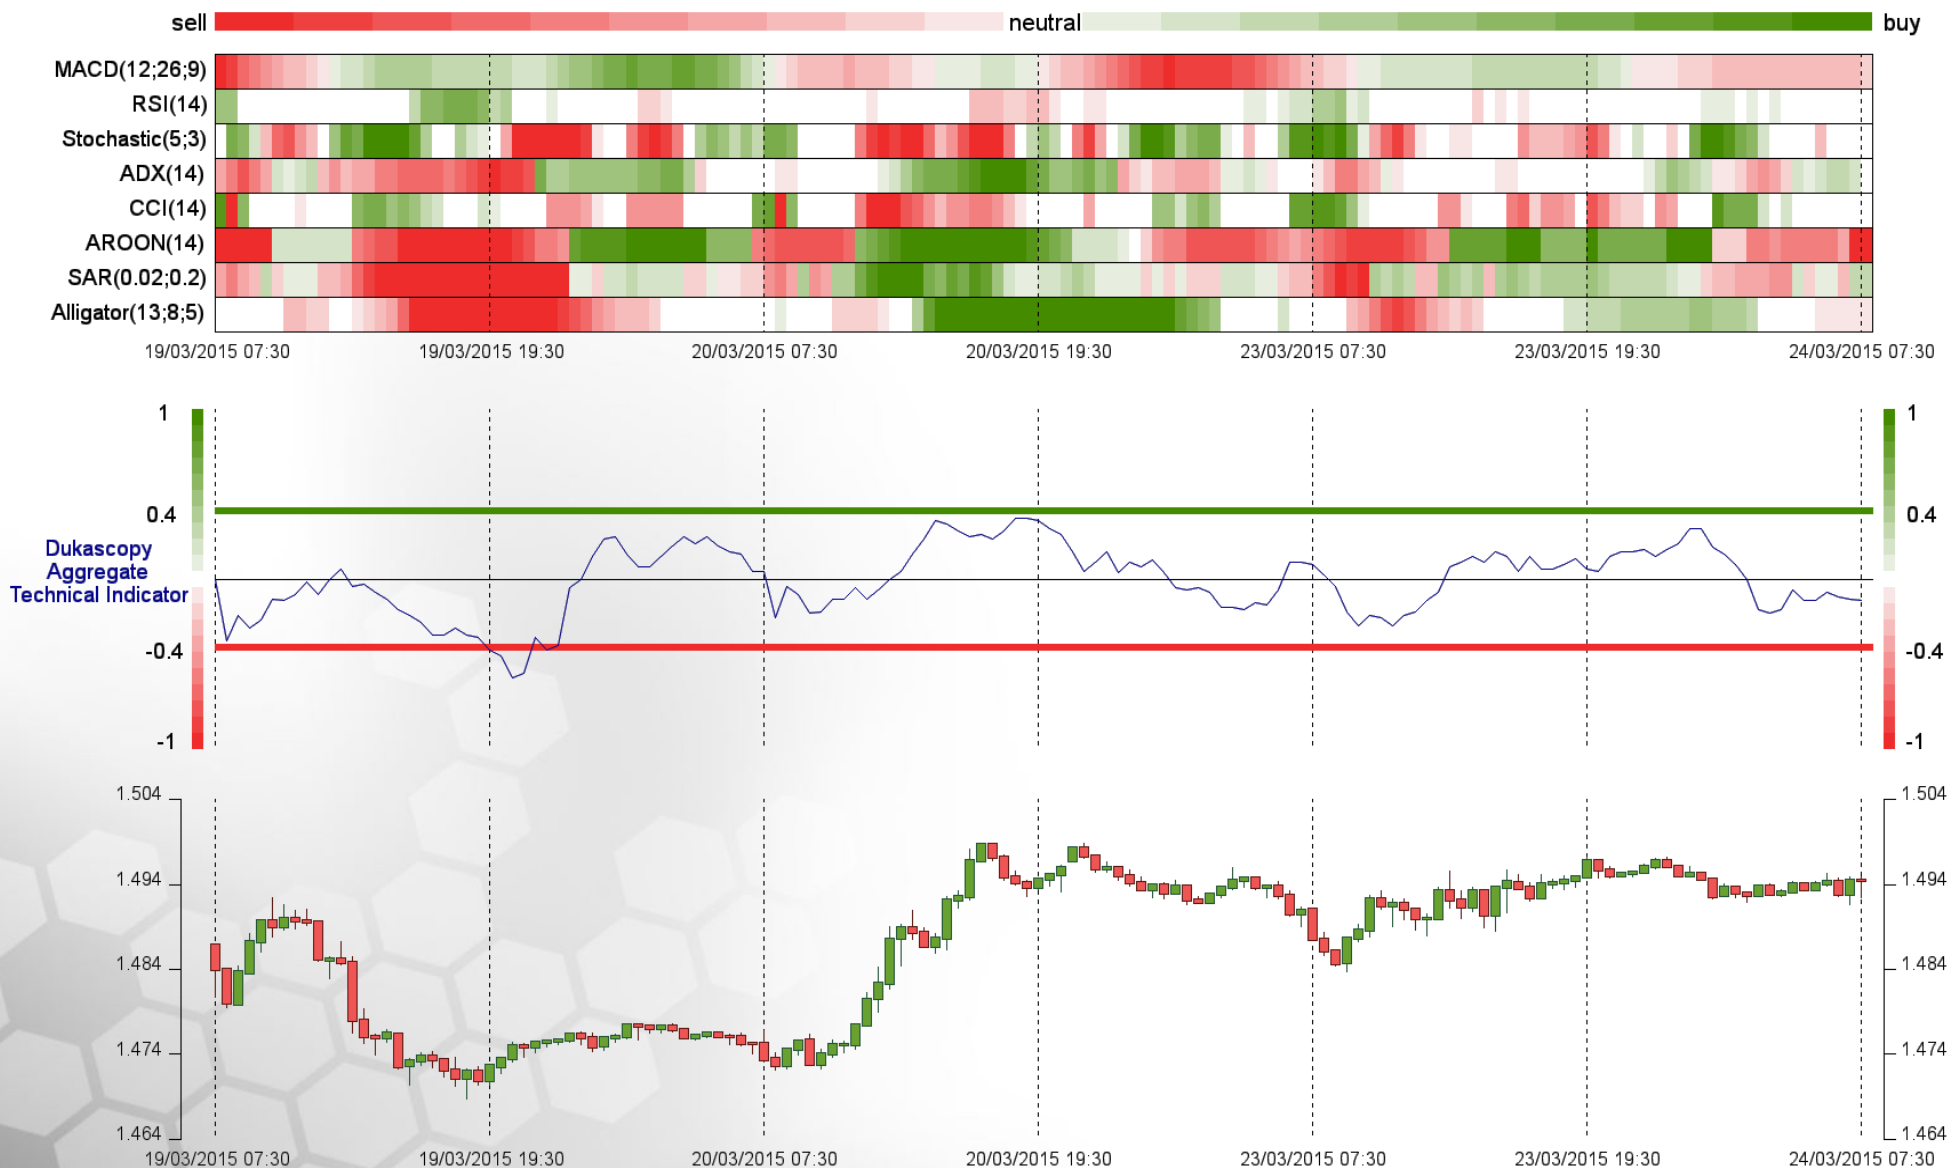 sell neutral buy
MACD(12;26;9)
RSI(14)
Stochastic(5;3)
ADX(14)
CCI(14)
AROON(14)
SAR(0.02;0.2)
Alligator(13;8;5)
19/03/2015 07:30 19/03/2015 19:30 20/03/2015 07:30 20/03/2015 19:30 23/03/2015 07:30 23/03/2015 19:30 24/03/2015 07:30
1 1
0.4 0.4
Dukascopy
Aggregate
Technical Indicator
-0.4 -0.4
-1 -1
1.504 1.504
1.494 1.494
1.484 1.484
1.474 1.474
1.464 1.464
19/03/2015 07:30 19/03/2015 19:30 20/03/2015 07:30 20/03/2015 19:30 23/03/2015 07:30 23/03/2015 19:30 24/03/2015 07:30